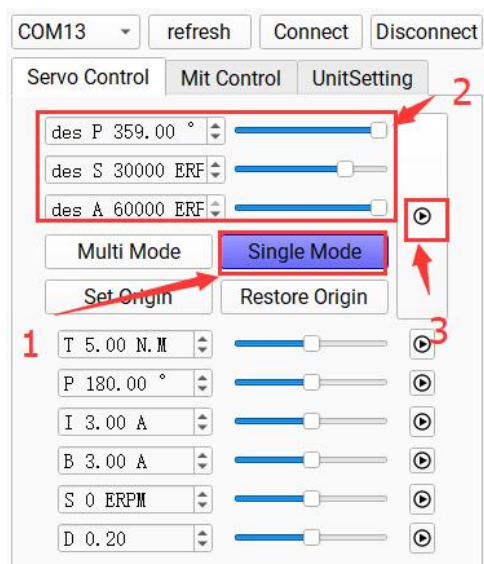 COM13 refresh Connect Disconnect
Servo Control Mit Control UnitSetting
2
des P 359.00 °
des S 30000 ERF
des A 60000 ERF
Multi Mode Single Mode
Set Origin Restore Origin
1
3
T 5.00 N.M
P 180.00 °
I 3.00 A
B 3.00 A
S 0 ERPM
D 0.20